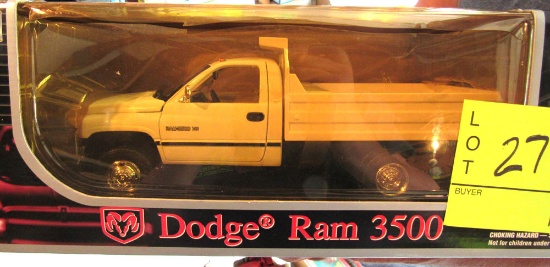 LOT 27
BUYER
Dodge® Ram 3500
CHOKING HAZARD —
Not for children under